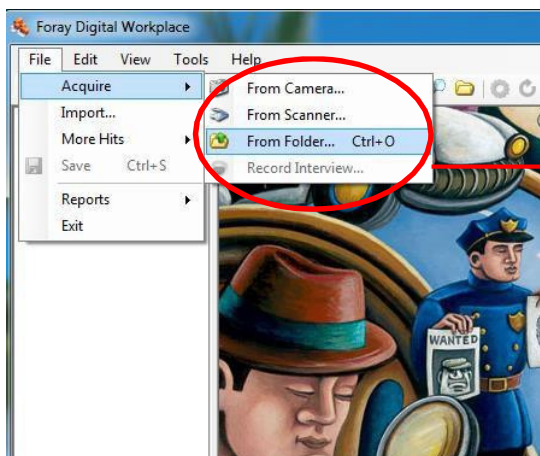 Foray Digital Workplace
File Edit View Tools Help
Acquire
Import...
More Hits
Save Ctrl+S
Reports
Exit
From Camera...
From Scanner...
From Folder... Ctrl+O
Record Interview...
WANTED